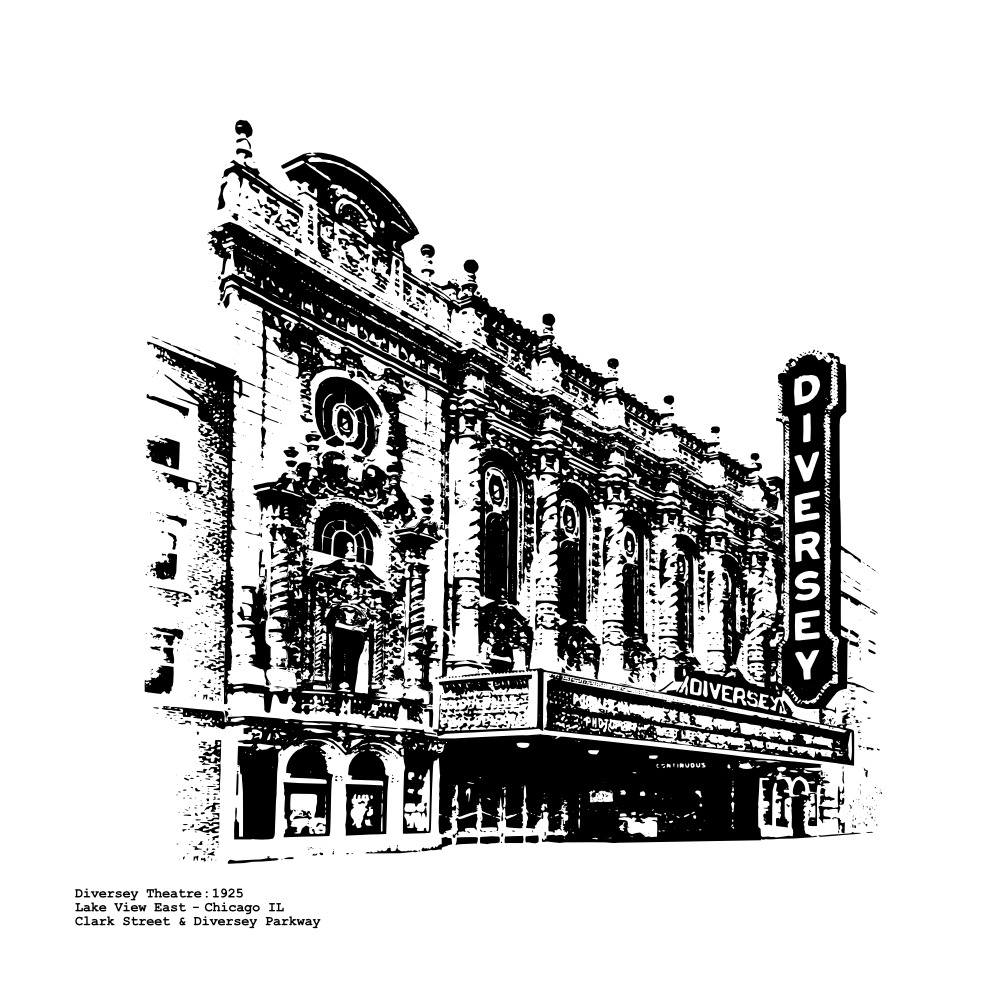 DIVERSEY
DIVERSEY
CONTINUOUS
Diversey Theatre:1925
Lake View East - Chicago IL
Clark Street & Diversey Parkway